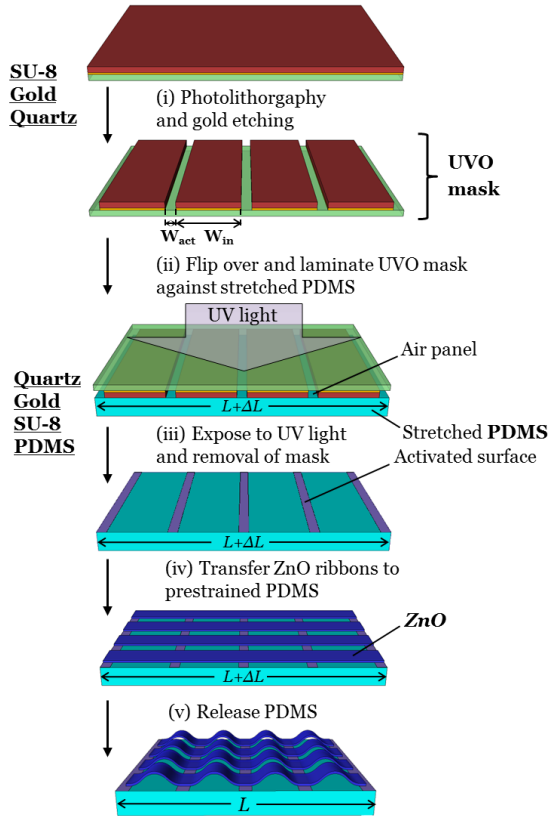 SU-8
Gold
Quartz
(i) Photolithorgaphy
and gold etching
UVO
mask
Wact Win
(ii) Flip over and laminate UVO mask
against stretched PDMS
UV light
Air panel
Quartz
Gold
SU-8
PDMS
L+ΔL
Stretched PDMS
(iii) Expose to UV light
and removal of mask
Activated surface
L+ΔL
(iv) Transfer ZnO ribbons to
prestrained PDMS
ZnO
L+ΔL
(v) Release PDMS
L